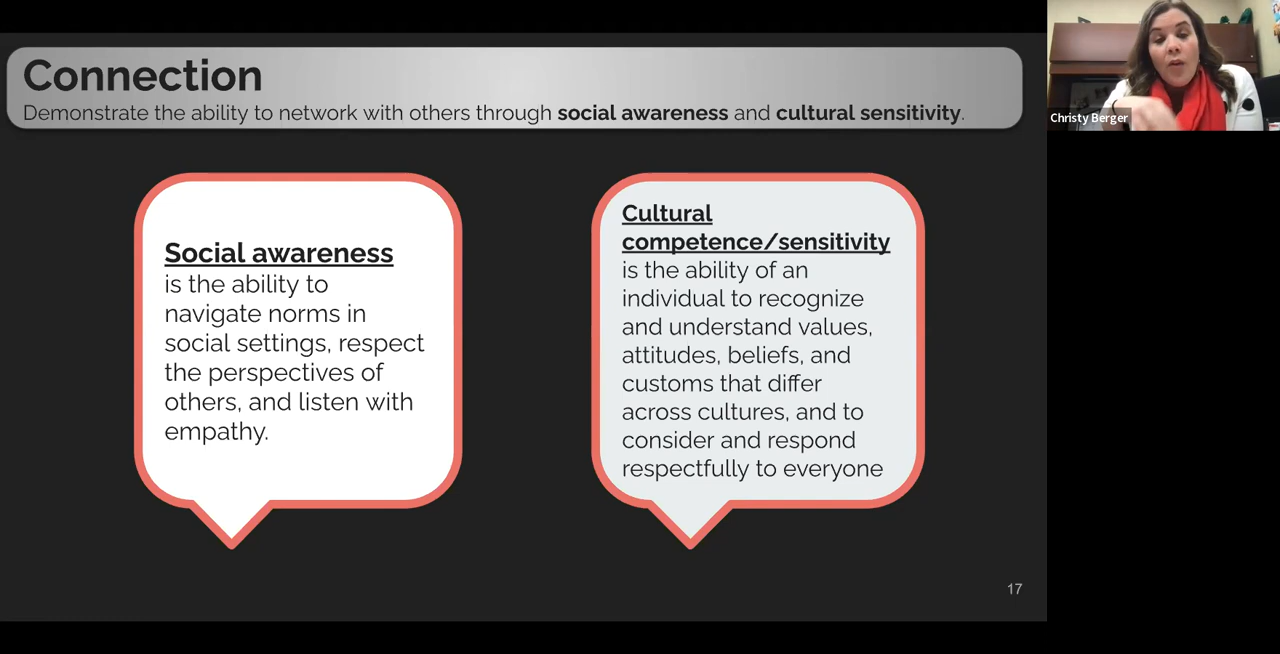 Connection
Demonstrate the ability to network with others through social awareness and cultural sensitivity.
Social awareness
is the ability to
navigate norms in
social settings, respect
the perspectives of
others, and listen with
empathy.
Cultural
competence/sensitivity
is the ability of an
individual to recognize
and understand values,
attitudes, beliefs, and
customs that differ
across cultures, and to
consider and respond
respectfully to everyone
17
Christy Berger